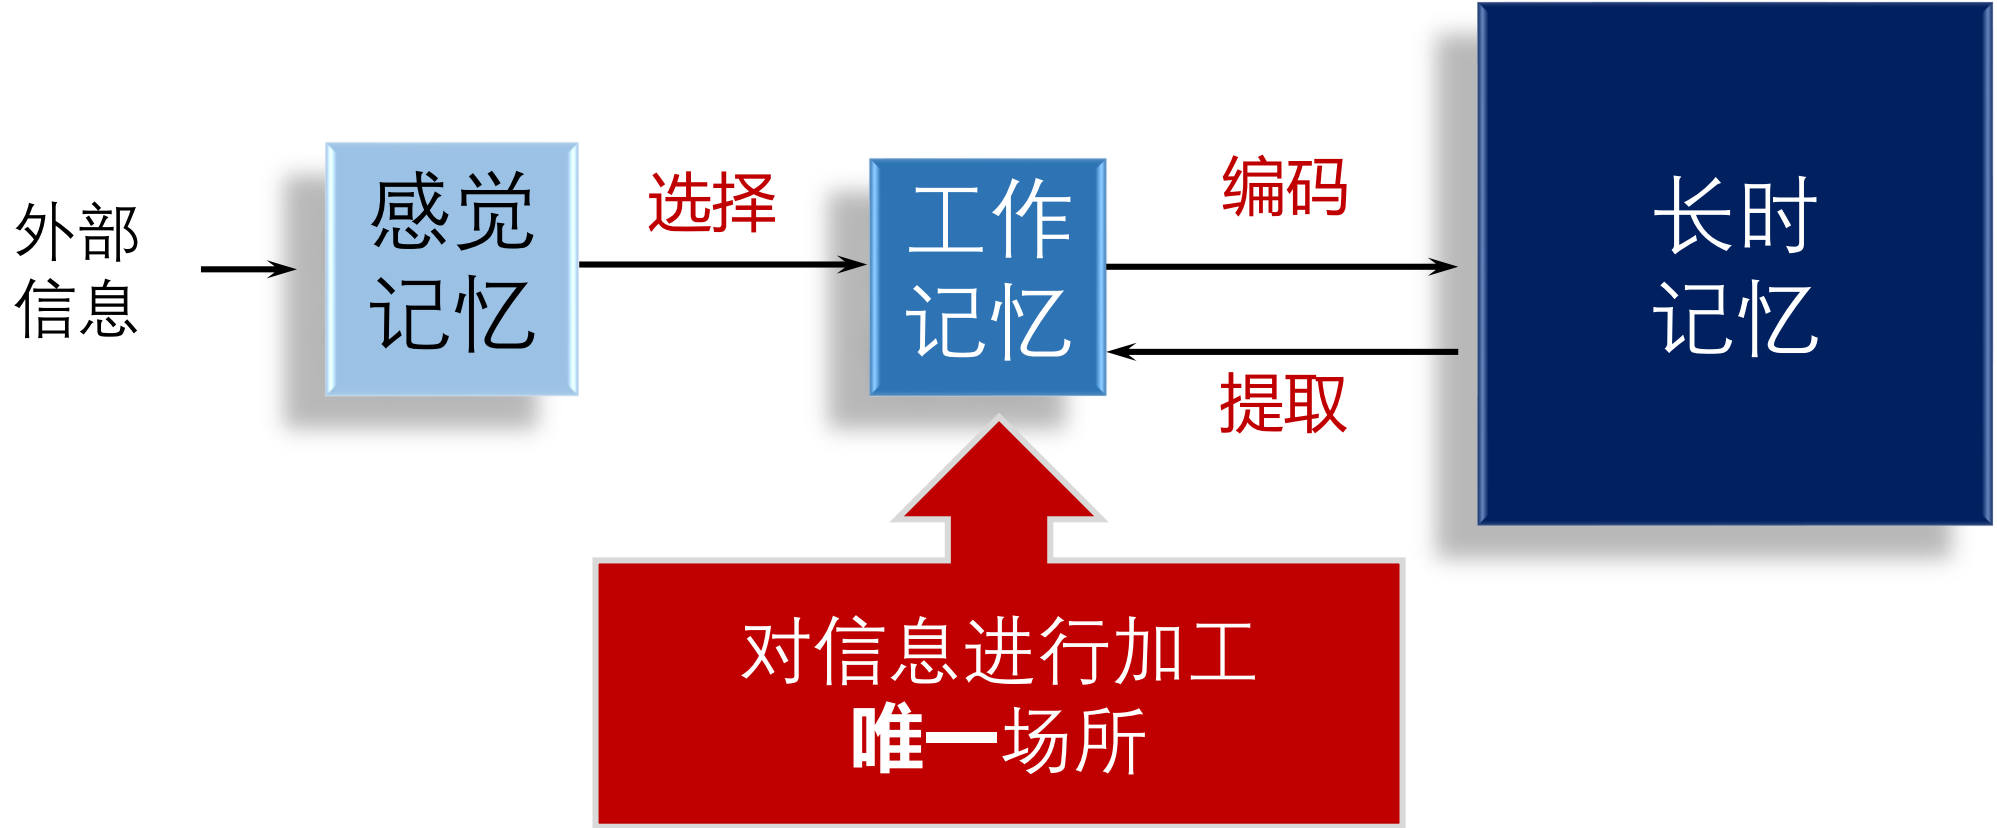 外部
信息
感觉
记忆
选择
工作
记忆
编码
提取
长时
记忆
对信息进行加工
唯一场所